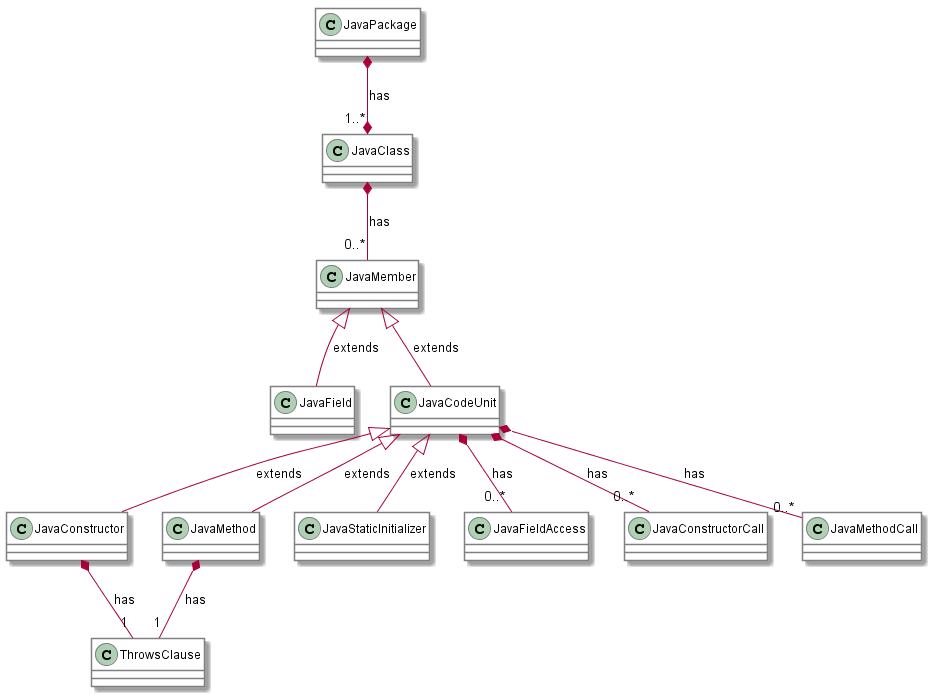 C JavaPackage
has
1..*
C JavaClass
has
0..*
C JavaMember
extends
extends
C JavaField
C JavaCodeUnit
extends
extends
extends
has
has
has
0..*
0..*
0..*
C JavaConstructor
C JavaMethod
C JavaStaticInitializer
C JavaFieldAccess
C JavaConstructorCall
C JavaMethodCall
has
has
1
1
C ThrowsClause